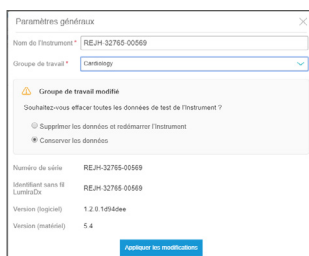 Paramètres généraux
Nom de l'Instrument * REJH-32765-00569
Groupe de travail * Cardiology
Groupe de travail modifié
Souhaitez-vous effacer toutes les données de test de l'Instrument ?
Supprimer les données et redémarrer l'Instrument
Conserver les données
Numéro de série REJH-32765-00569
Identifiant sans fil LumiraDx REJH-32765-00569
Version (logiciel) 1.2.0.1d94dee
Version (matériel) 5.4
Appliquer les modifications